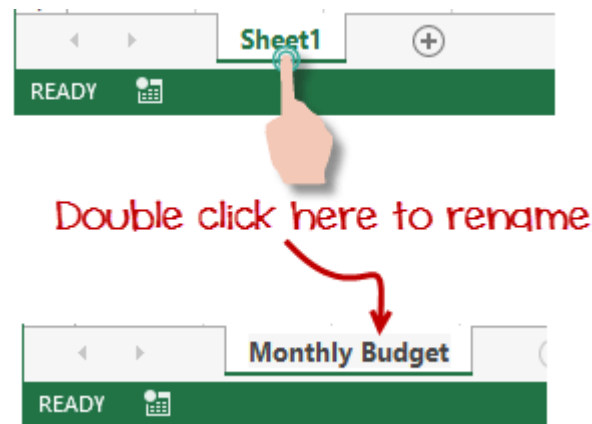 Sheet1
READY
Double click here to rename
Monthly Budget
READY